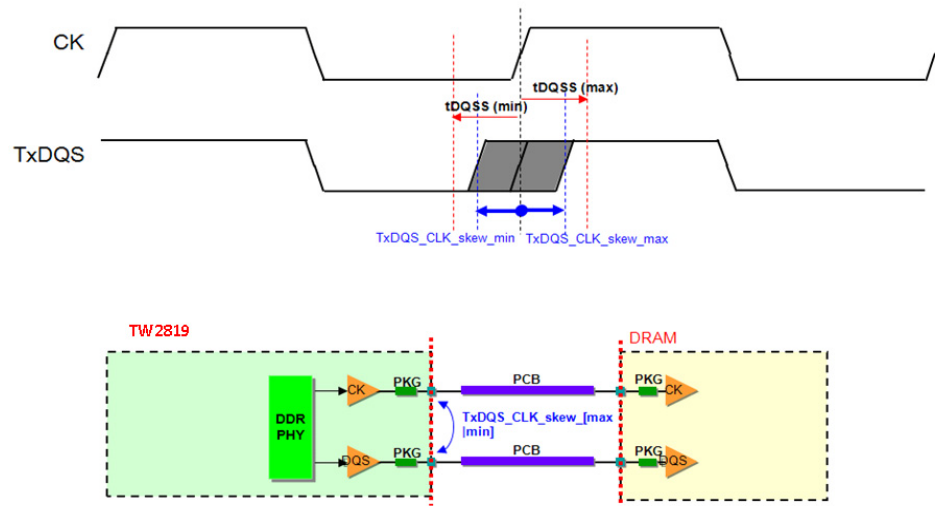 CK
tDQSS (max)
tDQSS (min)
TxDQS
TxDQS_CLK_skew_min
TxDQS_CLK_skew_max
TW2819
DRAM
CK
PKG
PCB
PKG
CK
DDR
PHY
TxDQS_CLK_skew_[max
|min]
DQS
PKG
PCB
PKG
DQS